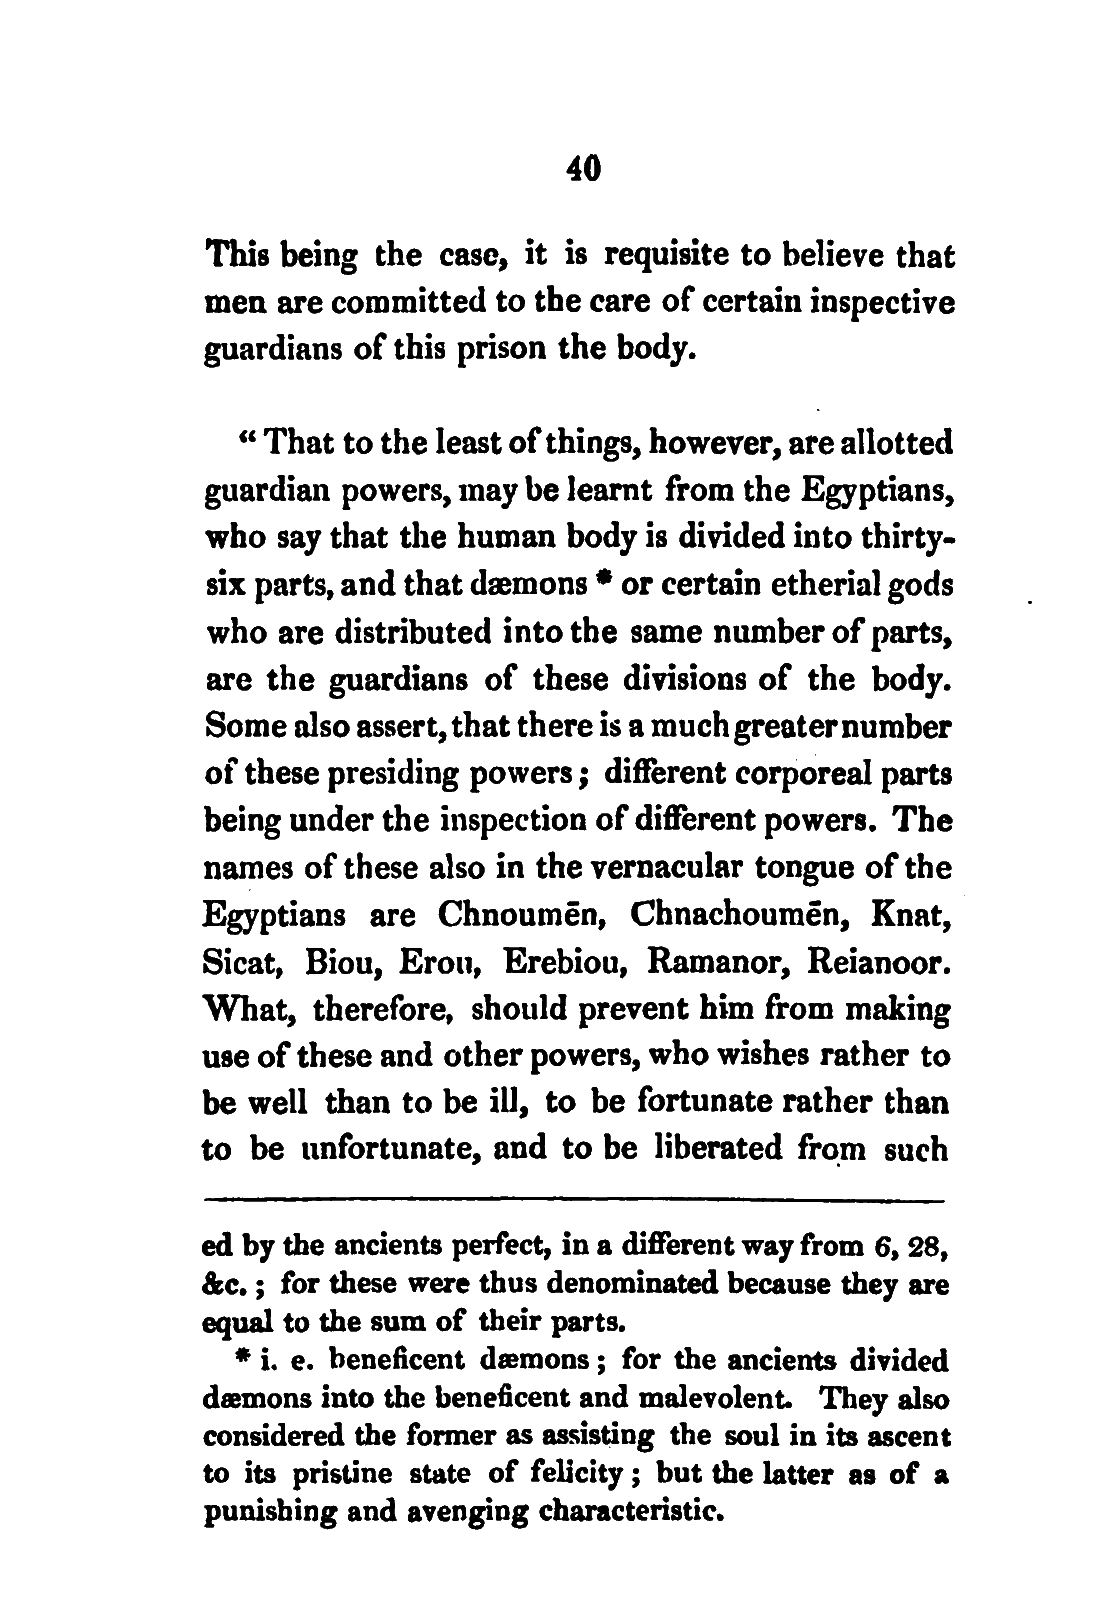 40
This being the case, it is requisite to believe that
men are committed to the care of certain inspective
guardians of this prison the body.
“ That to the least of things, however, are allotted
guardian powers, may be learnt from the Egyptians,
who say that the human body is divided into thirty-
six parts, and that dæmons * or certain etherial gods
who are distributed into the same number of parts,
are the guardians of these divisions of the body.
Some also assert, that there is a much greater number
of these presiding powers ; different corporeal parts
being under the inspection of different powers. The
names of these also in the vernacular tongue of the
Egyptians are Chnoumēn, Chnachoumēn, Knat,
Sicat, Biou, Erou, Erebiou, Ramanor, Reianoor.
What, therefore, should prevent him from making
use of these and other powers, who wishes rather to
be well than to be ill, to be fortunate rather than
to be unfortunate, and to be liberated from such
ed by the ancients perfect, in a different way from 6, 28,
&c. ; for these were thus denominated because they are
equal to the sum of their parts.
* i. e. beneficent dæmons ; for the ancients divided
dæmons into the beneficent and malevolent. They also
considered the former as assisting the soul in its ascent
to its pristine state of felicity ; but the latter as of a
punishing and avenging characteristic.